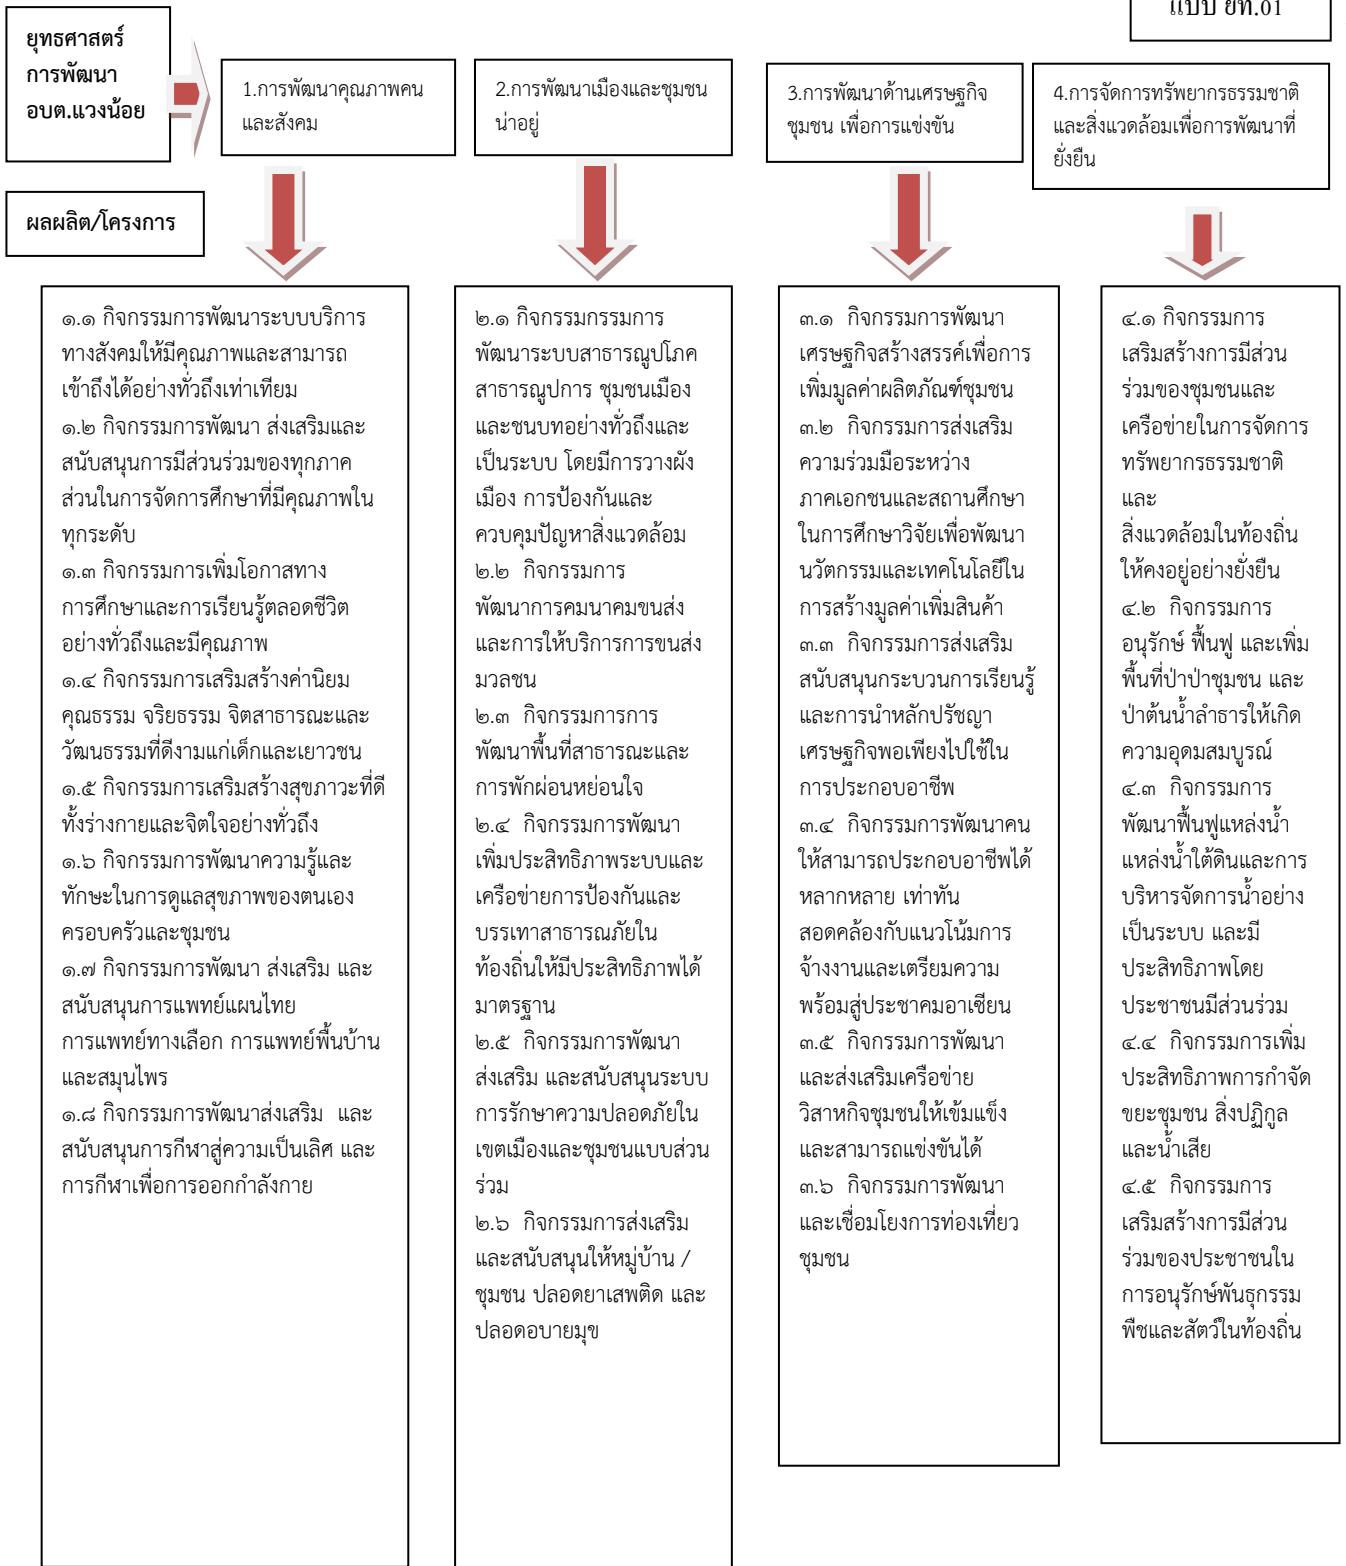 แบบ ยท.01
ยุทธศาสตร์
การพัฒนา
อบต.แวงน้อย
1.การพัฒนาคุณภาพคน
และสังคม
2.การพัฒนาเมืองและชุมชน
น่าอยู่
3.การพัฒนาด้านเศรษฐกิจ
ชุมชน เพื่อการแข่งขัน
4.การจัดการทรัพยากรธรรมชาติ
และสิ่งแวดล้อมเพื่อการพัฒนาที่
ยั่งยืน
ผลผลิต/โครงการ
๑.๑ กิจกรรมการพัฒนาระบบบริการ
ทางสังคมให้มีคุณภาพและสามารถ
เข้าถึงได้อย่างทั่วถึงเท่าเทียม
๑.๒ กิจกรรมการพัฒนา ส่งเสริมและ
สนับสนุนการมีส่วนร่วมของทุกภาค
ส่วนในการจัดการศึกษาที่มีคุณภาพใน
ทุกระดับ
๑.๓ กิจกรรมการเพิ่มโอกาสทาง
การศึกษาและการเรียนรู้ตลอดชีวิต
อย่างทั่วถึงและมีคุณภาพ
๑.๔ กิจกรรมการเสริมสร้างค่านิยม
คุณธรรม จริยธรรม จิตสาธารณะและ
วัฒนธรรมที่ดีงามแก่เด็กและเยาวชน
๑.๕ กิจกรรมการเสริมสร้างสุขภาวะที่ดี
ทั้งร่างกายและจิตใจอย่างทั่วถึง
๑.๖ กิจกรรมการพัฒนาความรู้และ
ทักษะในการดูแลสุขภาพของตนเอง
ครอบครัวและชุมชน
๑.๗ กิจกรรมการพัฒนา ส่งเสริม และ
สนับสนุนการแพทย์แผนไทย
การแพทย์ทางเลือก การแพทย์พื้นบ้าน
และสมุนไพร
๑.๘ กิจกรรมการพัฒนาส่งเสริม และ
สนับสนุนการกีฬาสู่ความเป็นเลิศ และ
การกีฬาเพื่อการออกกำลังกาย
๒.๑ กิจกรรมกรรมการ
พัฒนาระบบสาธารณูปโภค
สาธารณูปการ ชุมชนเมือง
และชนบทอย่างทั่วถึงและ
เป็นระบบ โดยมีการวางผัง
เมือง การป้องกันและ
ควบคุมปัญหาสิ่งแวดล้อม
๒.๒ กิจกรรมการ
พัฒนาการคมนาคมขนส่ง
และการให้บริการการขนส่ง
มวลชน
๒.๓ กิจกรรมการการ
พัฒนาพื้นที่สาธารณะและ
การพักผ่อนหย่อนใจ
๒.๔ กิจกรรมการพัฒนา
เพิ่มประสิทธิภาพระบบและ
เครือข่ายการป้องกันและ
บรรเทาสาธารณภัยใน
ท้องถิ่นให้มีประสิทธิภาพได้
มาตรฐาน
๒.๕ กิจกรรมการพัฒนา
ส่งเสริม และสนับสนุนระบบ
การรักษาความปลอดภัยใน
เขตเมืองและชุมชนแบบส่วน
ร่วม
๒.๖ กิจกรรมการส่งเสริม
และสนับสนุนให้หมู่บ้าน /
ชุมชน ปลอดยาเสพติด และ
ปลอดอบายมุข
๓.๑ กิจกรรมการพัฒนา
เศรษฐกิจสร้างสรรค์เพื่อการ
เพิ่มมูลค่าผลิตภัณฑ์ชุมชน
๓.๒ กิจกรรมการส่งเสริม
ความร่วมมือระหว่าง
ภาคเอกชนและสถานศึกษา
ในการศึกษาวิจัยเพื่อพัฒนา
นวัตกรรมและเทคโนโลยีใน
การสร้างมูลค่าเพิ่มสินค้า
๓.๓ กิจกรรมการส่งเสริม
สนับสนุนกระบวนการเรียนรู้
และการนำหลักปรัชญา
เศรษฐกิจพอเพียงไปใช้ใน
การประกอบอาชีพ
๓.๔ กิจกรรมการพัฒนาคน
ให้สามารถประกอบอาชีพได้
หลากหลาย เท่าทัน
สอดคล้องกับแนวโน้มการ
จ้างงานและเตรียมความ
พร้อมสู่ประชาคมอาเซียน
๓.๕ กิจกรรมการพัฒนา
และส่งเสริมเครือข่าย
วิสาหกิจชุมชนให้เข้มแข็ง
และสามารถแข่งขันได้
๓.๖ กิจกรรมการพัฒนา
และเชื่อมโยงการท่องเที่ยว
ชุมชน
๔.๑ กิจกรรมการ
เสริมสร้างการมีส่วน
ร่วมของชุมชนและ
เครือข่ายในการจัดการ
ทรัพยากรธรรมชาติ
และ
สิ่งแวดล้อมในท้องถิ่น
ให้คงอยู่อย่างยั่งยืน
๔.๒ กิจกรรมการ
อนุรักษ์ ฟื้นฟู และเพิ่ม
พื้นที่ป่าป่าชุมชน และ
ป่าต้นน้ำลำธารให้เกิด
ความอุดมสมบูรณ์
๔.๓ กิจกรรมการ
พัฒนาฟื้นฟูแหล่งน้ำ
แหล่งน้ำใต้ดินและการ
บริหารจัดการน้ำอย่าง
เป็นระบบ และมี
ประสิทธิภาพโดย
ประชาชนมีส่วนร่วม
๔.๔ กิจกรรมการเพิ่ม
ประสิทธิภาพการกำจัด
ขยะชุมชน สิ่งปฏิกูล
และน้ำเสีย
๔.๕ กิจกรรมการ
เสริมสร้างการมีส่วน
ร่วมของประชาชนใน
การอนุรักษ์พันธุกรรม
พืชและสัตว์ในท้องถิ่น